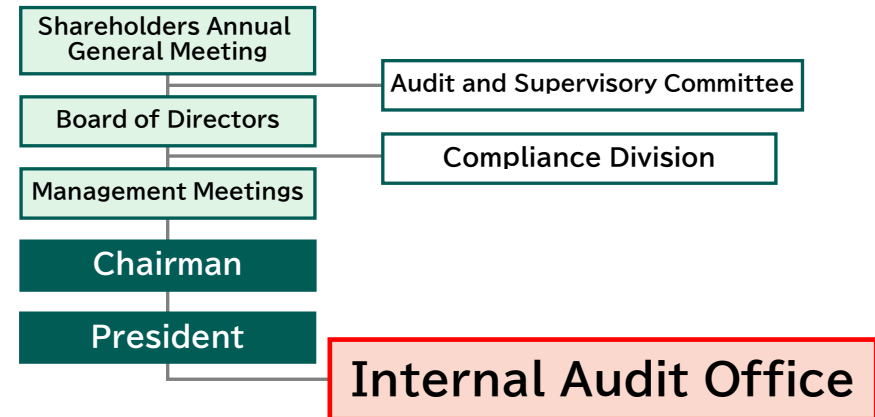 Shareholders Annual
General Meeting
Audit and Supervisory Committee
Board of Directors
Compliance Division
Management Meetings
Chairman
President
Internal Audit Office